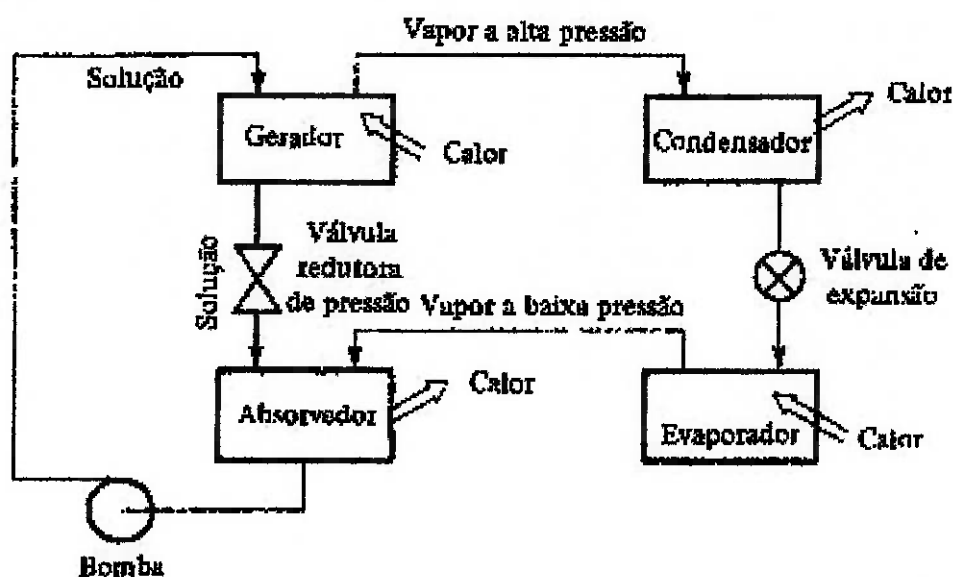 Vapor a alta pressão
Solução
Calor
Gerador
Calor
Condensador
Solução
Válvula
redutora
de pressão
Válvula de
expansão
Vapor a baixa pressão
Absorvedor
Calor
Evaporador
Calor
Bomba